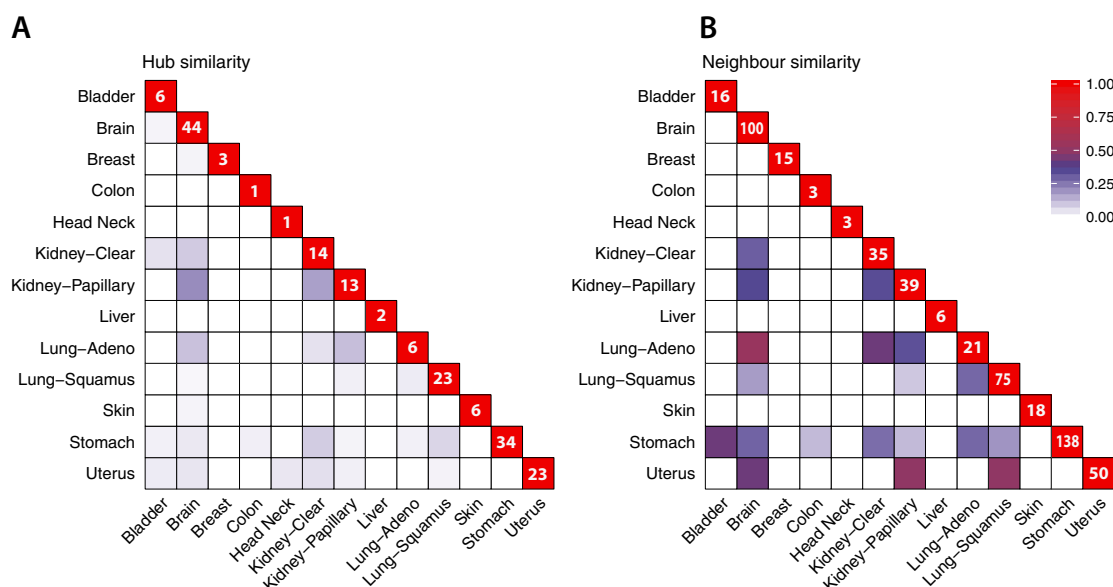 A
Hub similarity
Bladder
Brain
Breast
Colon
Head Neck
Kidney−Clear
Kidney−Papillary
Liver
Lung−Adeno
Lung−Squamus
Skin
Stomach
Uterus
6
44
3
1
1
14
13
2
6
23
6
34
23
Bladder
Brain
Breast
Colon
Head Neck
Kidney−Clear
Kidney−Papillary
Liver
Lung−Adeno
Lung−Squamus
Skin
Stomach
Uterus
B
Neighbour similarity
Bladder
Brain
Breast
Colon
Head Neck
Kidney−Clear
Kidney−Papillary
Liver
Lung−Adeno
Lung−Squamus
Skin
Stomach
Uterus
16
100
15
3
3
35
39
6
21
75
18
138
50
Bladder
Brain
Breast
Colon
Head Neck
Kidney−Clear
Kidney−Papillary
Liver
Lung−Adeno
Lung−Squamus
Skin
Stomach
Uterus
1.00
0.75
0.50
0.25
0.00